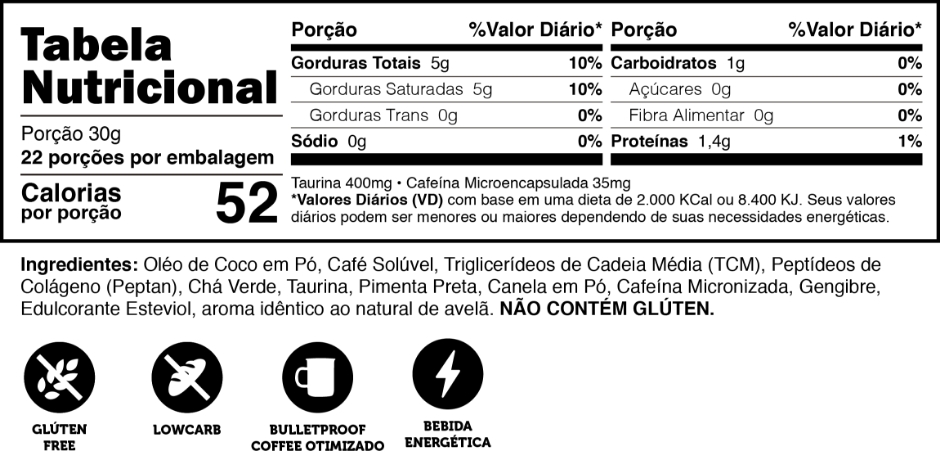 Tabela
Nutricional
Porção 30g
22 porções por embalagem
Calorias
por porção
52
Porção %Valor Diário*
Gorduras Totais 5g 10%
Gorduras Saturadas 5g 10%
Gorduras Trans 0g 0%
Sódio 0g 0%
Porção %Valor Diário*
Carboidratos 1g 0%
Açúcares 0g 0%
Fibra Alimentar 0g 0%
Proteínas 1,4g 1%
Taurina 400mg • Cafeína Microencapsulada 35mg
*Valores Diários (VD) com base em uma dieta de 2.000 KCal ou 8.400 KJ. Seus valores
diários podem ser menores ou maiores dependendo de suas necessidades energéticas.
Ingredientes: Oléo de Coco em Pó, Café Solúvel, Triglicerídeos de Cadeia Média (TCM), Peptídeos de
Colágeno (Peptan), Chá Verde, Taurina, Pimenta Preta, Canela em Pó, Cafeína Micronizada, Gengibre,
Edulcorante Esteviol, aroma idêntico ao natural de avelã. NÃO CONTÉM GLÚTEN.
GLÚTEN
FREE
LOWCARB
BULLETPROOF
COFFEE OTIMIZADO
BEBIDA
ENERGÉTICA